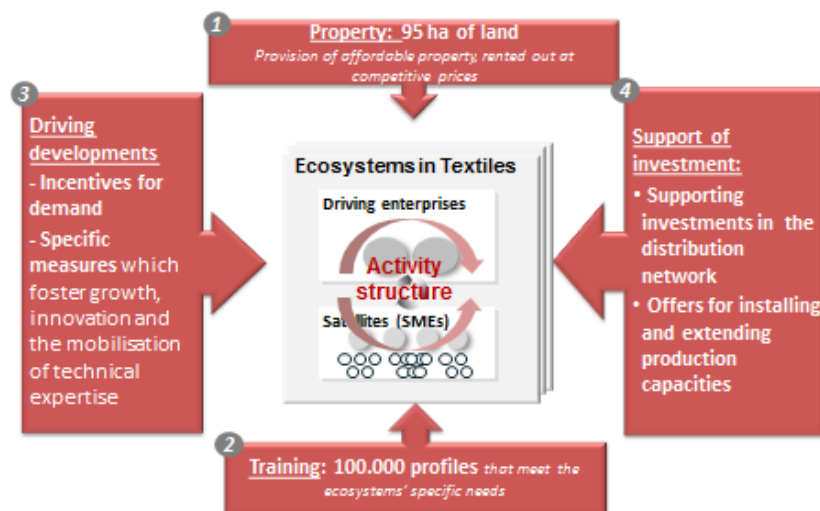 1
Property: 95 ha of land
Provision of affordable property, rented out at
competitive prices
3
Driving
developments
- Incentives for
demand
- Specific
measures which
foster growth,
innovation and
the mobilisation
of technical
expertise
Ecosystems in Textiles
Driving enterprises
Activity
structure
Satellites (SMEs)
4
Support of
investment:
• Supporting
investments in the
distribution
network
• Offers for installing
and extending
production
capacities
2
Training: 100.000 profiles that meet the
ecosystems' specific needs